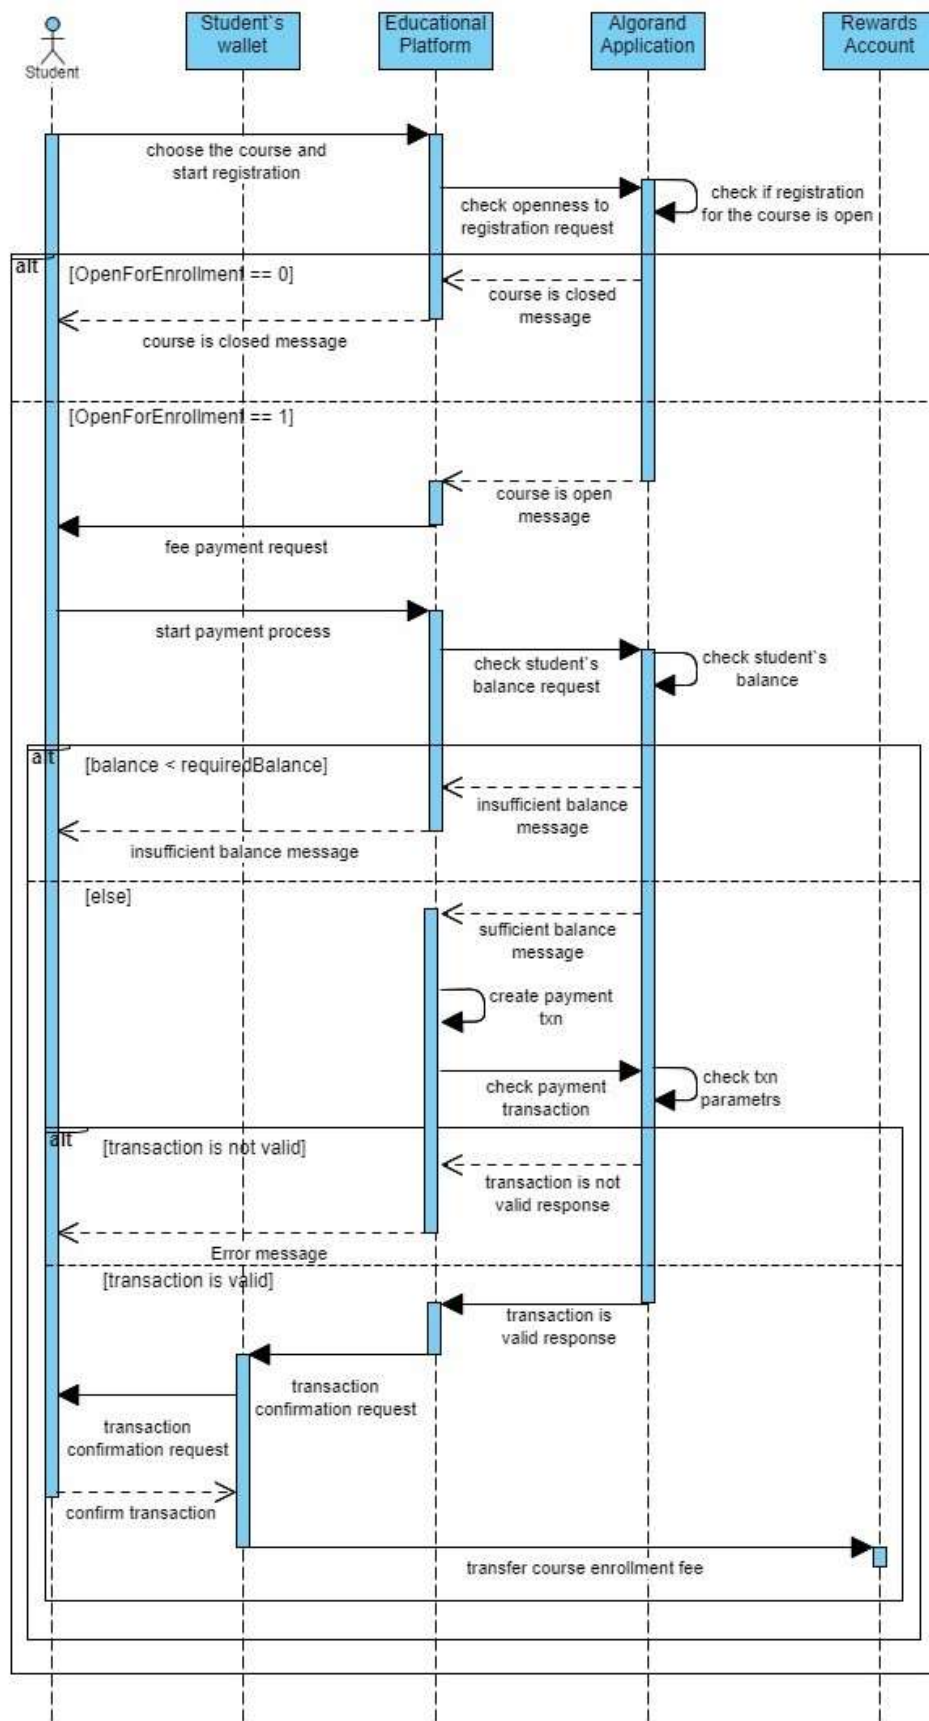 Student
Student`s
wallet
Educational
Platform
Algorand
Application
Rewards
Account
choose the course and
start registration
check openness to
registration request
check if registration
for the course is open
alt
[OpenForEnrollment == 0]
course is closed
message
course is closed message
[OpenForEnrollment == 1]
course is open
message
fee payment request
start payment process
check student`s
balance request
check student`s
balance
alt
[balance < requiredBalance]
insufficient balance
message
insufficient balance message
[else]
sufficient balance
message
create payment
txn
check payment
transaction
check txn
parametrs
alt
[transaction is not valid]
transaction is not
valid response
Error message
[transaction is valid]
transaction is
valid response
transaction
confirmation request
transaction
confirmation request
confirm transaction
transfer course enrollment fee